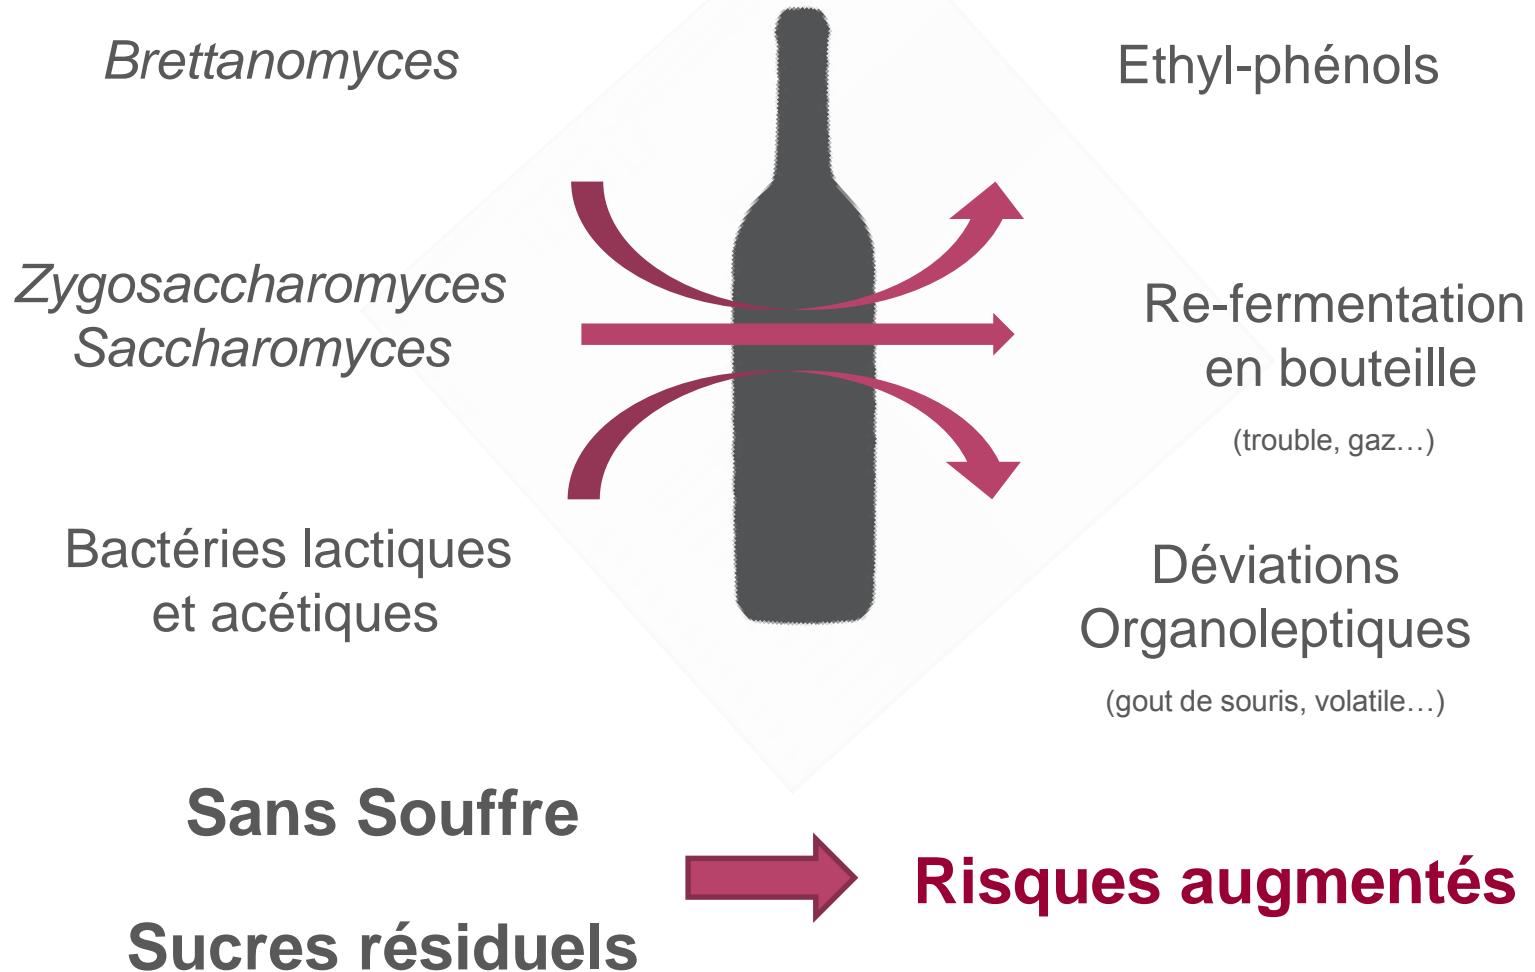 Brettanomyces
Ethyl-phénols
Zygosaccharomyces
Saccharomyces
Re-fermentation
en bouteille
(trouble, gaz…)
Bactéries lactiques
et acétiques
Déviations
Organoleptiques
(gout de souris, volatile…)
Sans Souffre
Risques augmentés
Sucres résiduels